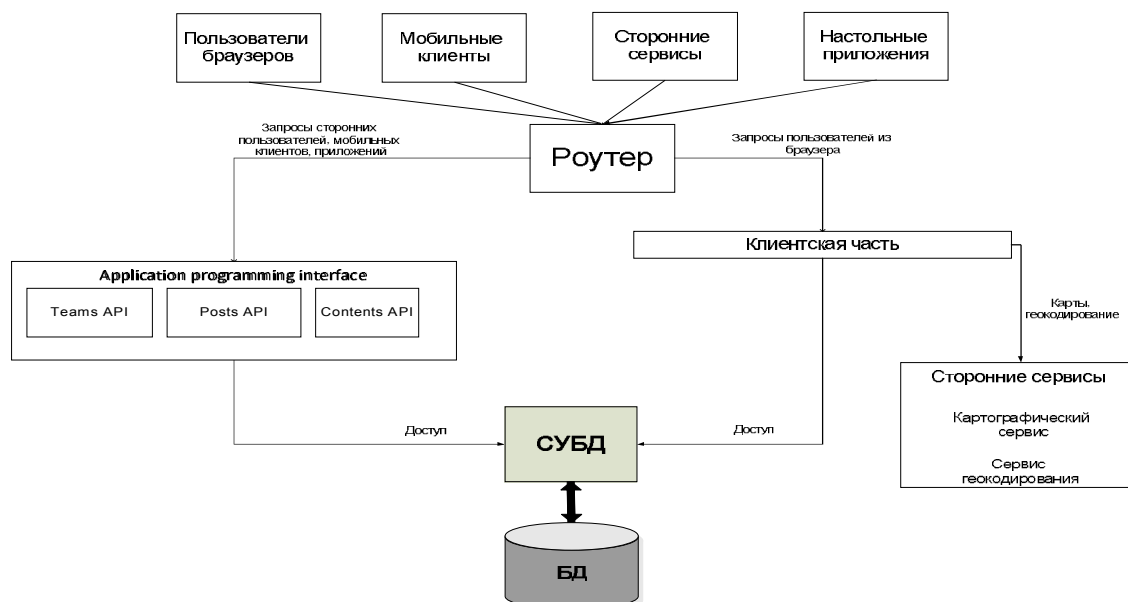 Пользователи
браузеров
Мобильные
клиенты
Сторонние
сервисы
Настольные
приложения
Запросы сторонних
пользователей, мобильных
клиентов, приложений
Роутер
Запросы пользователей из
браузера
Клиентская часть
Application programming interface
Teams API
Posts API
Contents API
Карты,
геокодирование
Сторонние сервисы
Картографический
сервис
Сервис
геокодирования
Доступ
СУБД
Доступ
БД